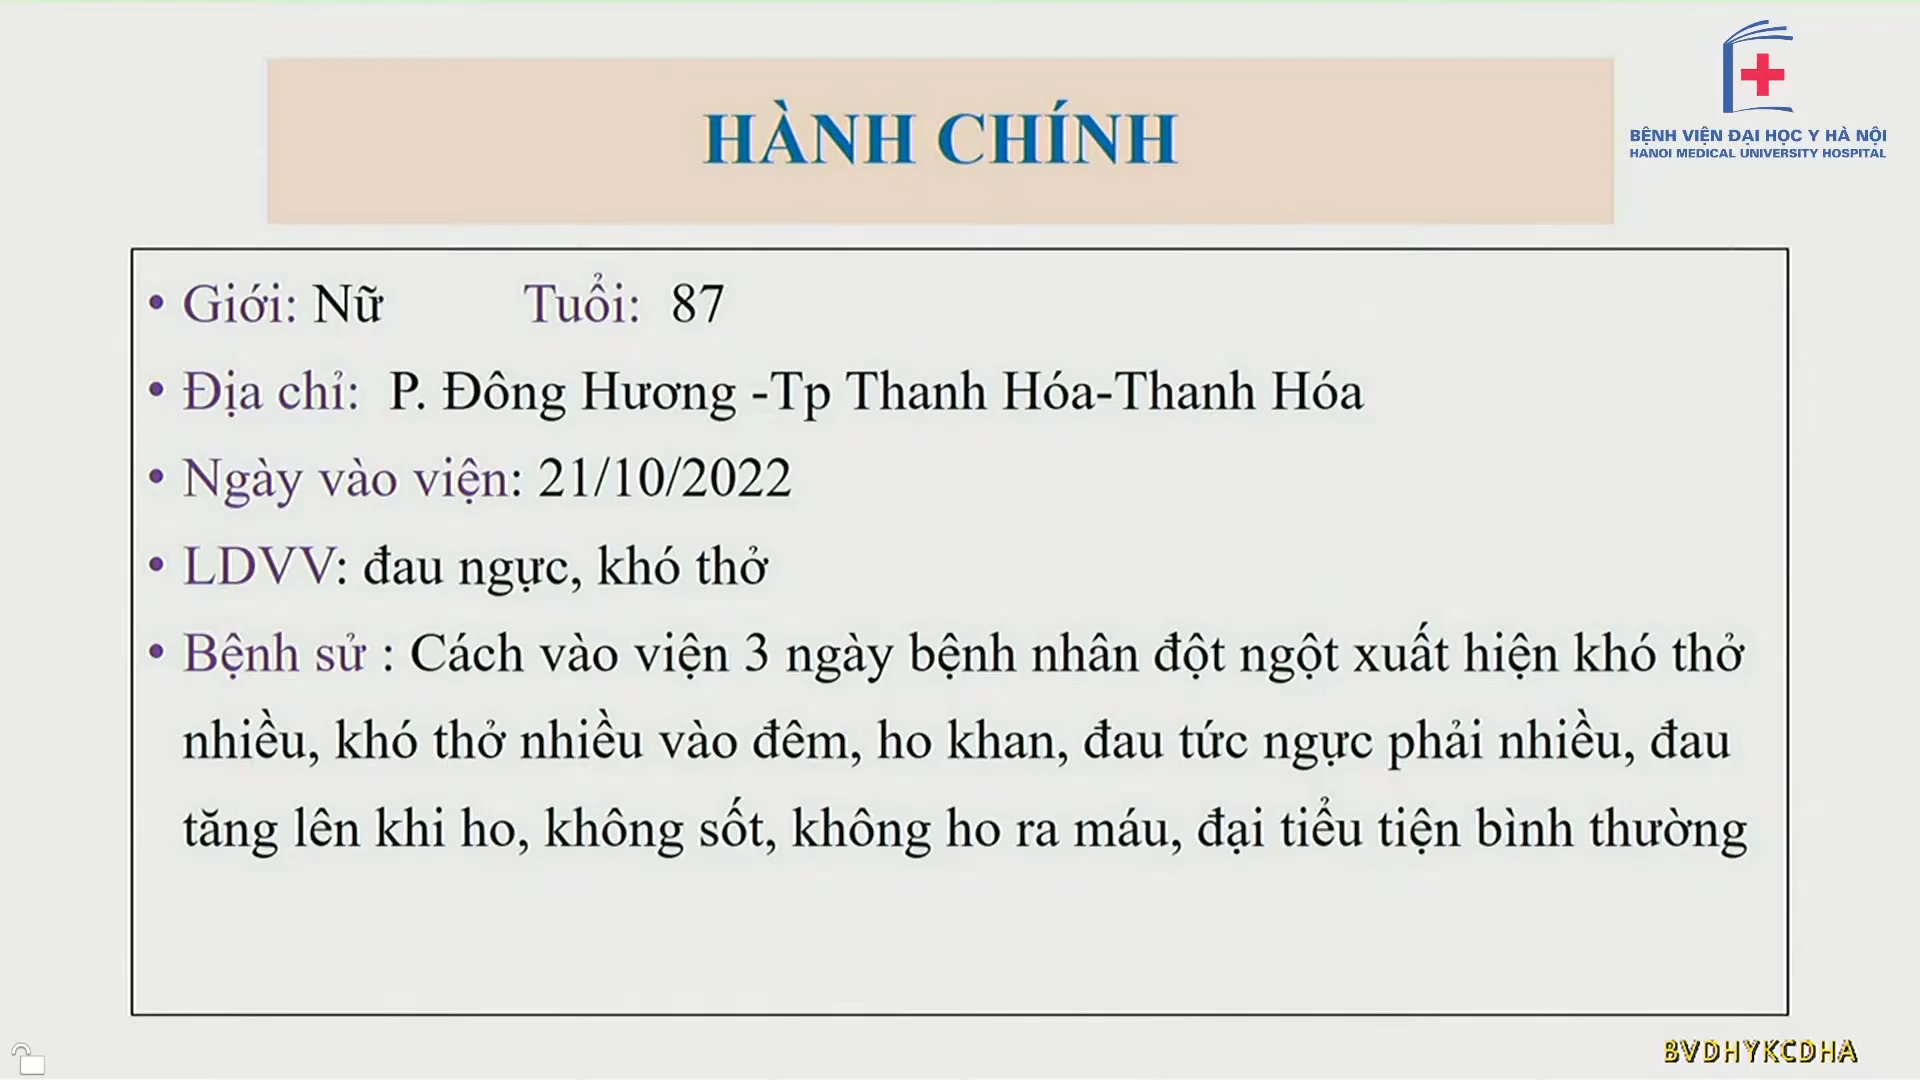 BỆNH VIỆN ĐẠI HỌC Y HÀ NỘI
HANOI MEDICAL UNIVERSITY HOSPITAL
HÀNH CHÍNH
• Giới: Nữ Tuổi: 87
• Địa chỉ: P. Đông Hương -Tp Thanh Hóa-Thanh Hóa
• Ngày vào viện: 21/10/2022
• LDVV: đau ngực, khó thở
• Bệnh sử : Cách vào viện 3 ngày bệnh nhân đột ngột xuất hiện khó thở
nhiều, khó thở nhiều vào đêm, ho khan, đau tức ngực phải nhiều, đau
tăng lên khi ho, không sốt, không ho ra máu, đại tiểu tiện bình thường
BVDHYKCDHA